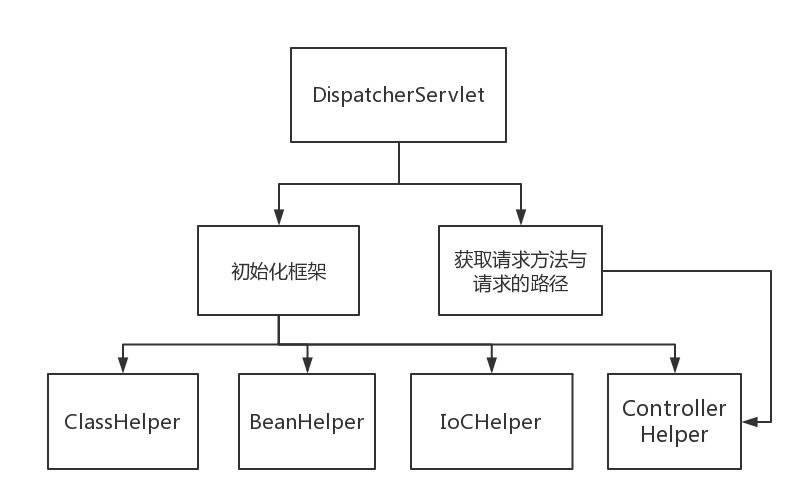 DispatcherServlet
初始化框架
获取请求方法与
请求的路径
ClassHelper
BeanHelper
IoCHelper
Controller
Helper